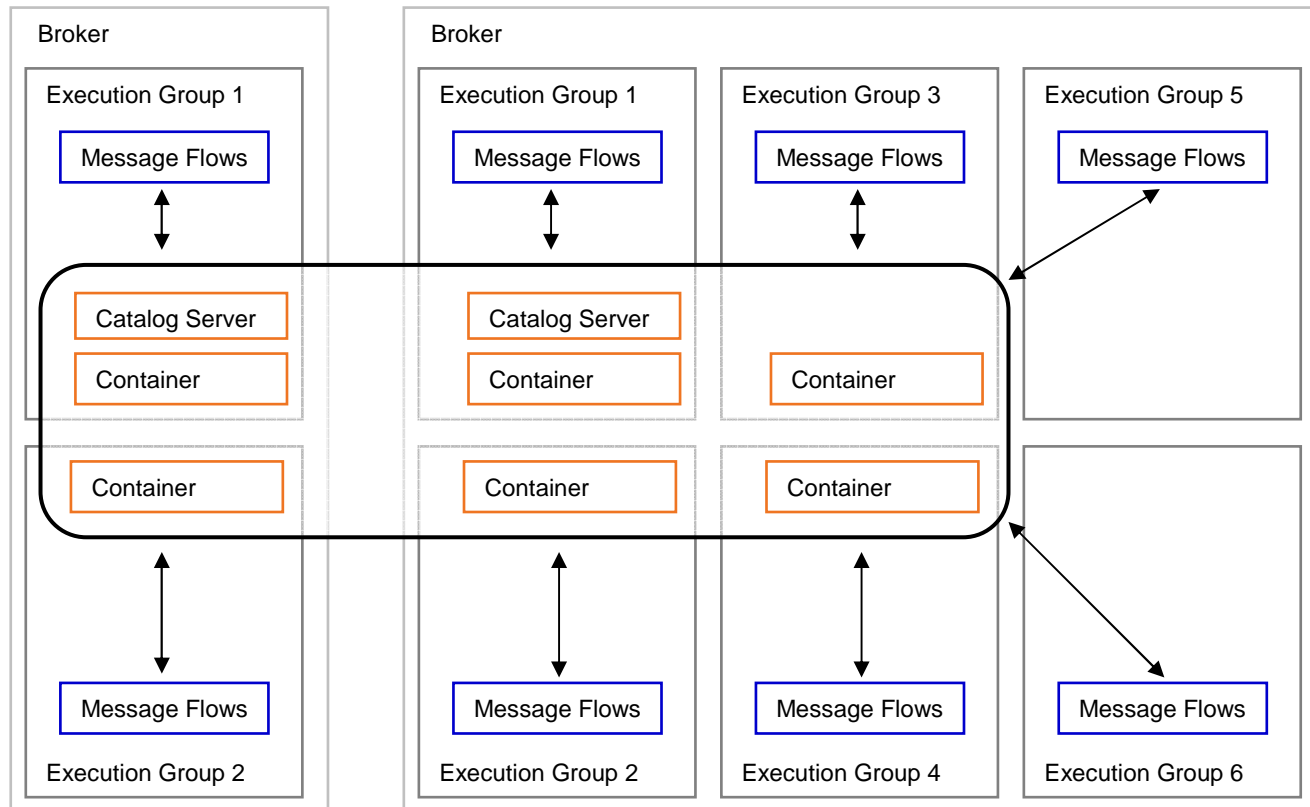 Broker
Broker
Execution Group 1
Execution Group 1
Execution Group 3
Execution Group 5
Message Flows
Message Flows
Message Flows
Message Flows
Catalog Server
Catalog Server
Container
Container
Container
Container
Container
Container
Message Flows
Message Flows
Message Flows
Message Flows
Execution Group 2
Execution Group 2
Execution Group 4
Execution Group 6